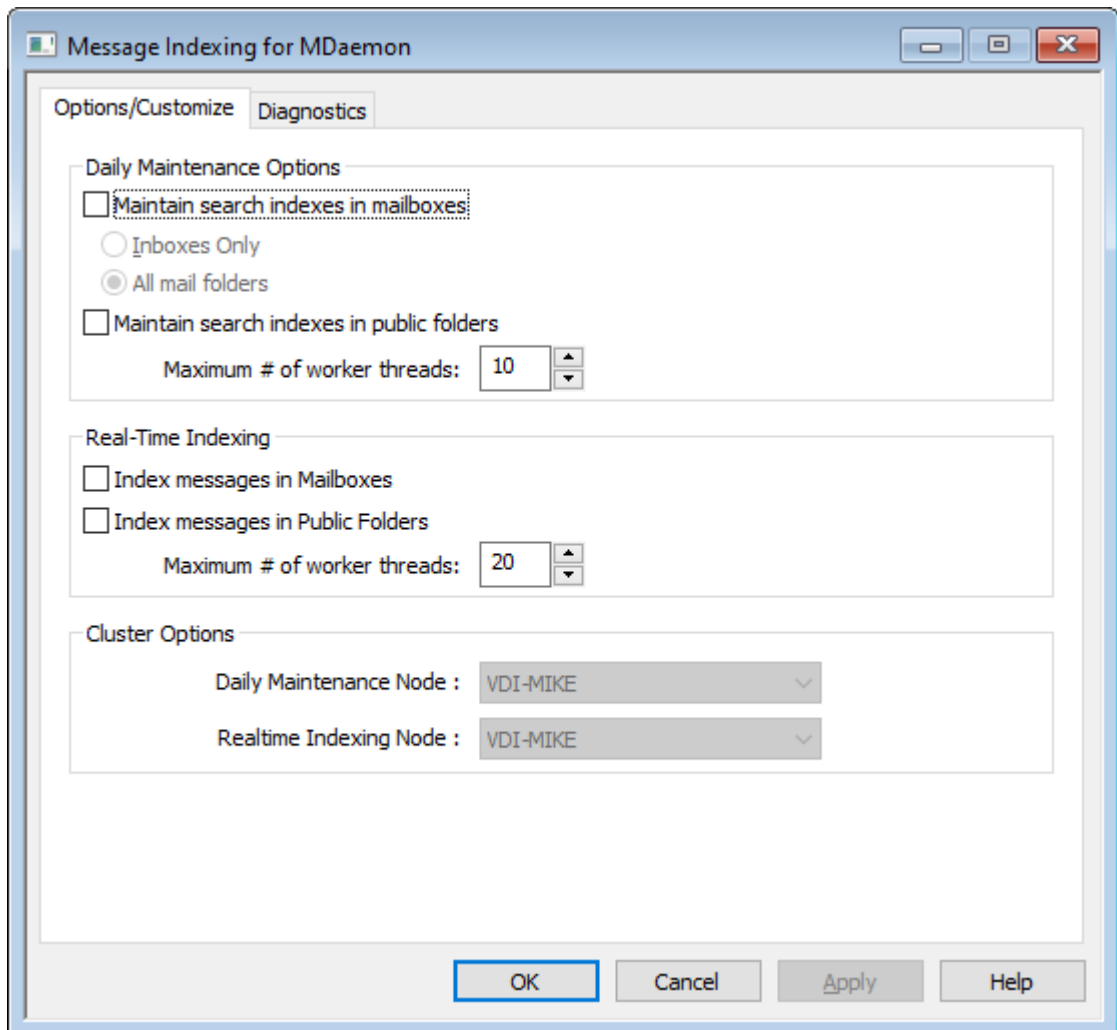 Message Indexing for MDaemon
Options/Customize Diagnostics
Daily Maintenance Options
Maintain search indexes in mailboxes
Inboxes Only
All mail folders
Maintain search indexes in public folders
Maximum # of worker threads: 10
Real-Time Indexing
Index messages in Mailboxes
Index messages in Public Folders
Maximum # of worker threads: 20
Cluster Options
Daily Maintenance Node : VDI-MIKE
Realtime Indexing Node : VDI-MIKE
OK Cancel Apply Help